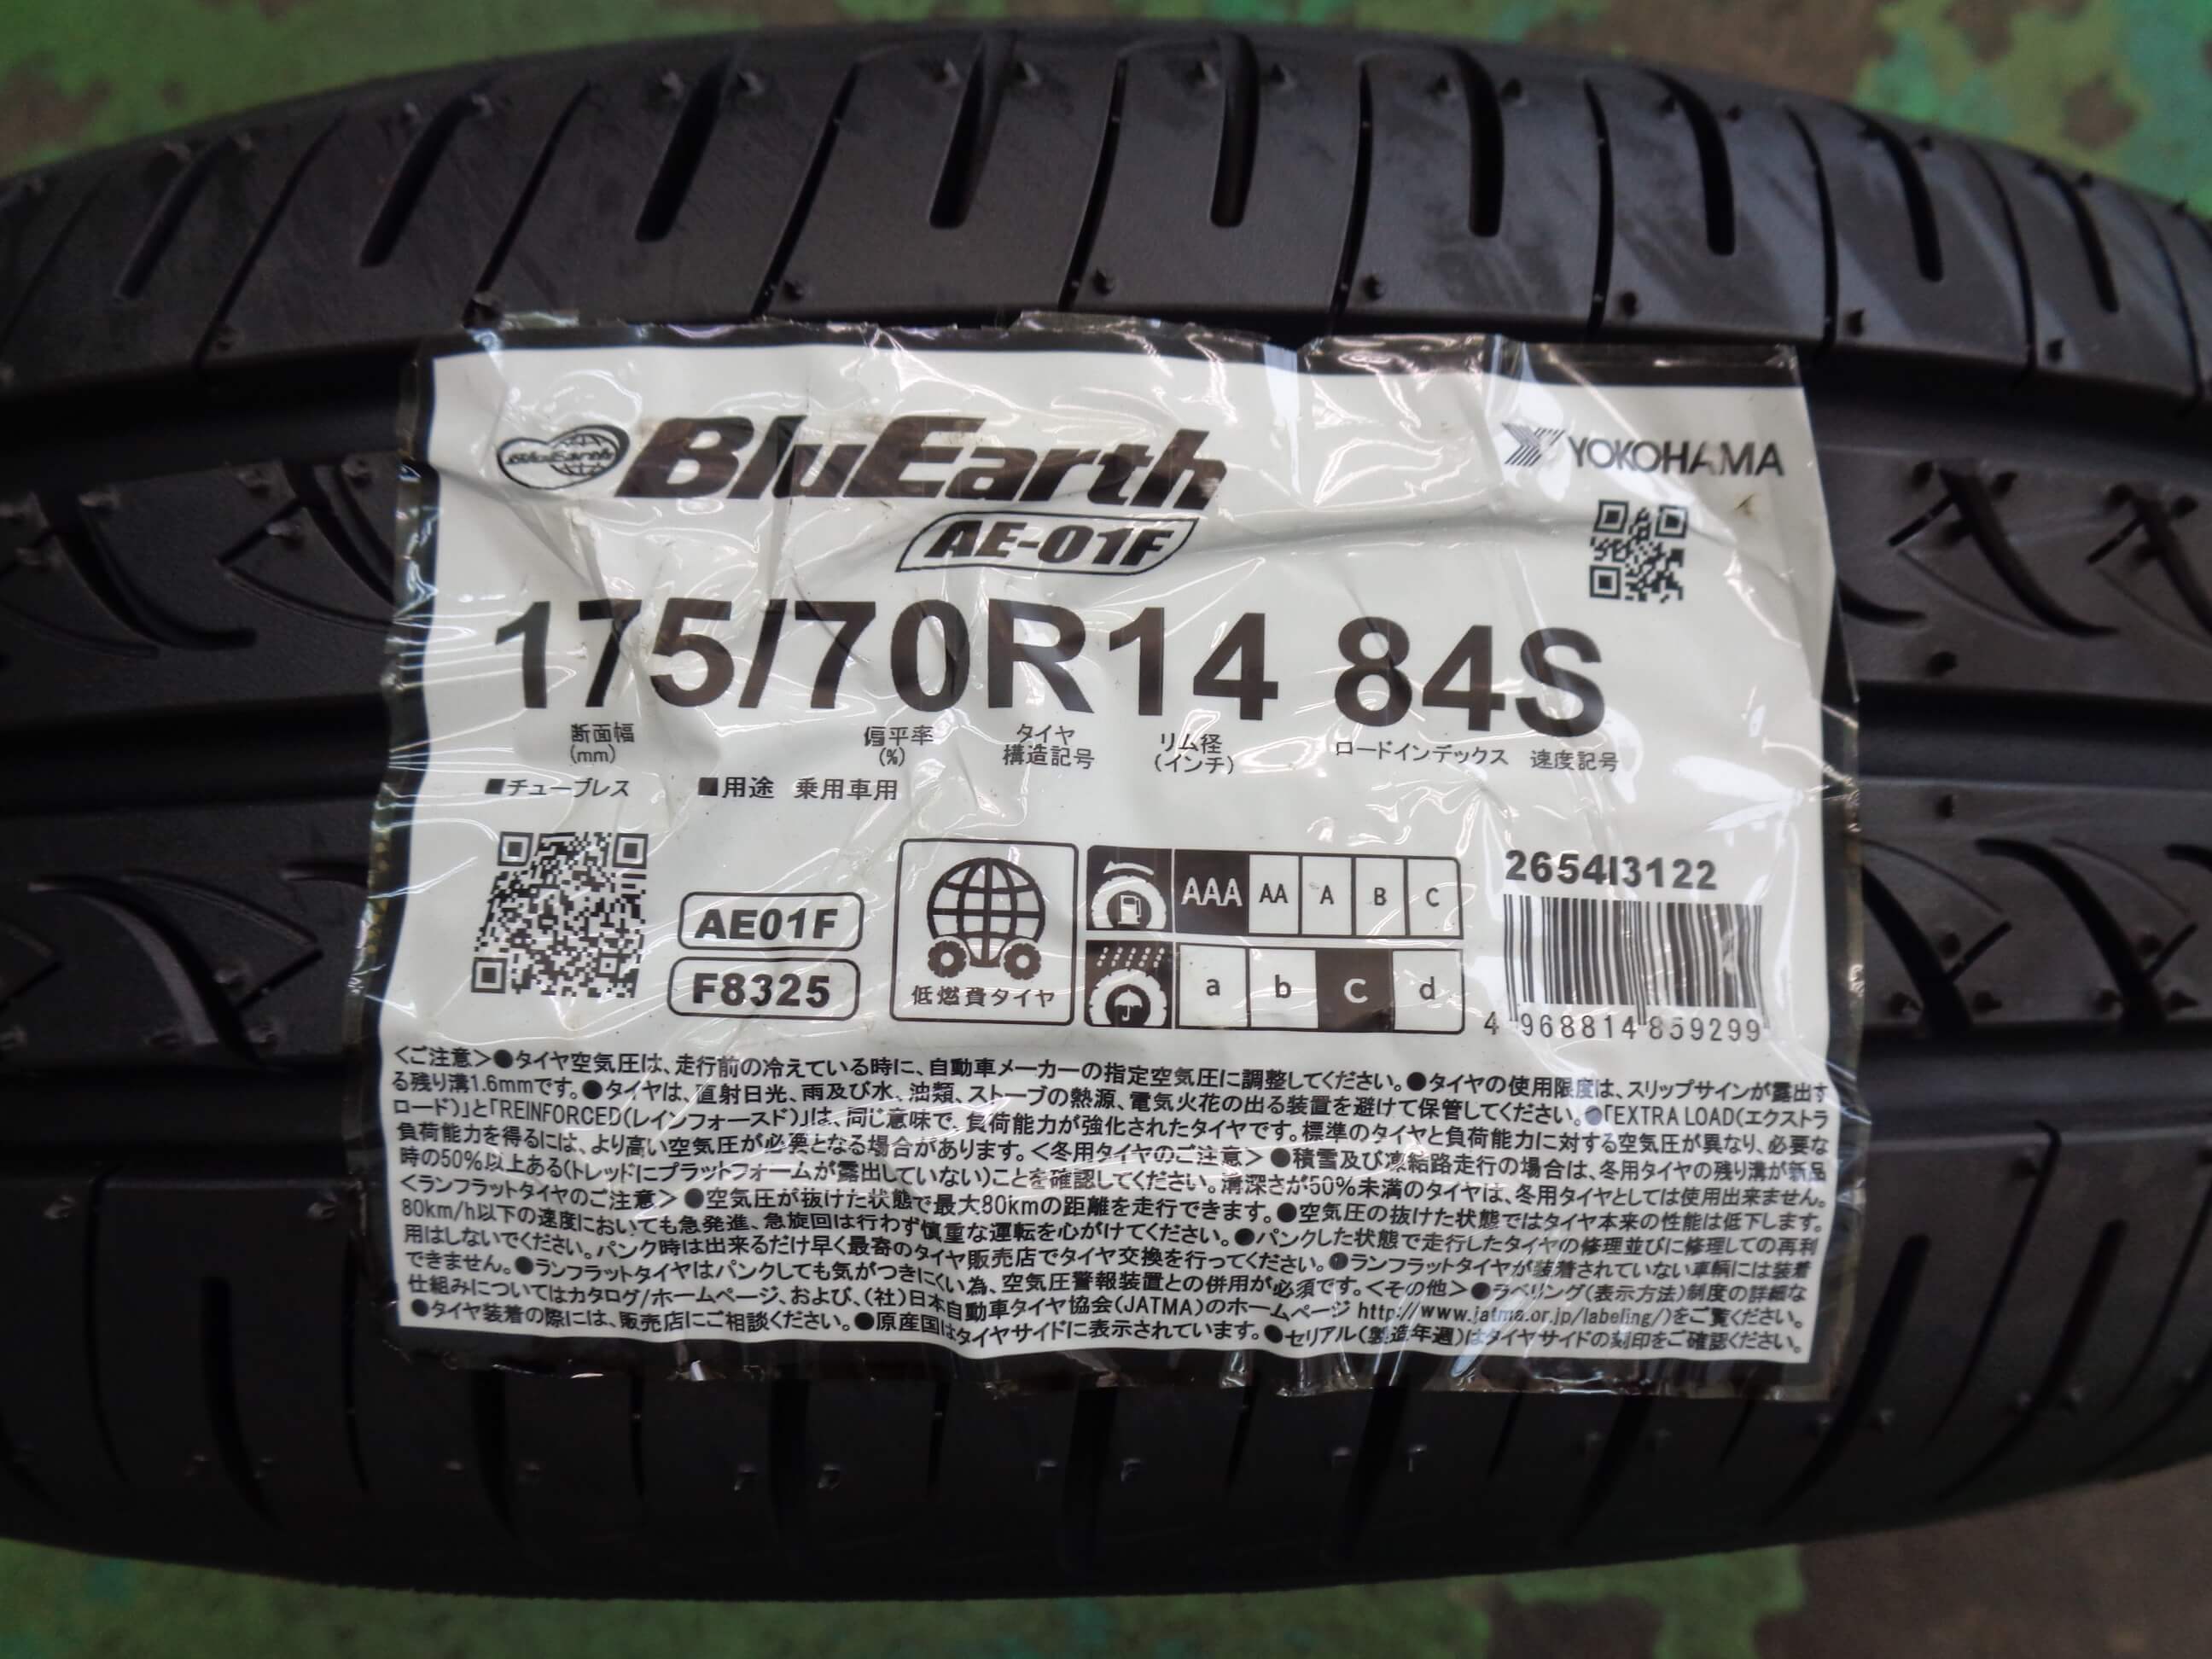 BluEarth
BluEarth
YOKOHAMA
AE-01F
175/70R14 84S
断面幅 (mm)
偏平率 (%)
タイヤ 構造記号
リム径 (インチ)
ロードインデックス
速度記号
■チューブレス ■用途 乗用車用
AE01F
F8325
低燃費タイヤ
AAA AA A B C
a b c d
2654I3122
4 968814 859299
<ご注意>●タイヤ空気圧は、走行前の冷えている時に、自動車メーカーの指定空気圧に調整してください。●タイヤの使用限度は、スリップサインが露出す
る残り溝1.6mmです。●タイヤは、直射日光、雨及び水、油類、ストーブの熱源、電気火花の出る装置を避けて保管してください。●「EXTRA LOAD(エクストラ
ロード)」と「REINFORCED(レインフォースド)」は、同じ意味で、負荷能力が強化されたタイヤです。標準のタイヤと負荷能力に対する空気圧が異なり、必要な
負荷能力を得るには、より高い空気圧が必要となる場合があります。<冬用タイヤのご注意>●積雪及び凍結路走行の場合は、冬用タイヤの残り溝が新品
時の50%以上ある(トレッドにプラットフォームが露出していない)ことを確認してください。溝深さが50%未満のタイヤは、冬用タイヤとしては使用出来ません。
<ランフラットタイヤのご注意>●空気圧が抜けた状態で最大80kmの距離を走行できます。●空気圧の抜けた状態ではタイヤ本来の性能は低下します。
80km/h以下の速度においても急発進、急旋回は行わず慎重な運転を心がけてください。●パンクした状態で走行したタイヤの修理並びに修理しての再利
用はしないでください。パンク時は出来るだけ早く最寄のタイヤ販売店でタイヤ交換を行ってください。●ランフラットタイヤが装着されていない車輌には装着
できません。●ランフラットタイヤはパンクしても気がつきにくい為、空気圧警報装置との併用が必須です。<その他>●ラベリング(表示方法)制度の詳細な
仕組みについてはカタログ/ホームページ、および、(社)日本自動車タイヤ協会(JATMA)のホームページ http://www.jatma.or.jp/labeling/)をご覧ください。
●タイヤ装着の際には、販売店にご相談ください。●原産国はタイヤサイドに表示されています。●セリアル(製造年週)はタイヤサイドの刻印をご確認ください。